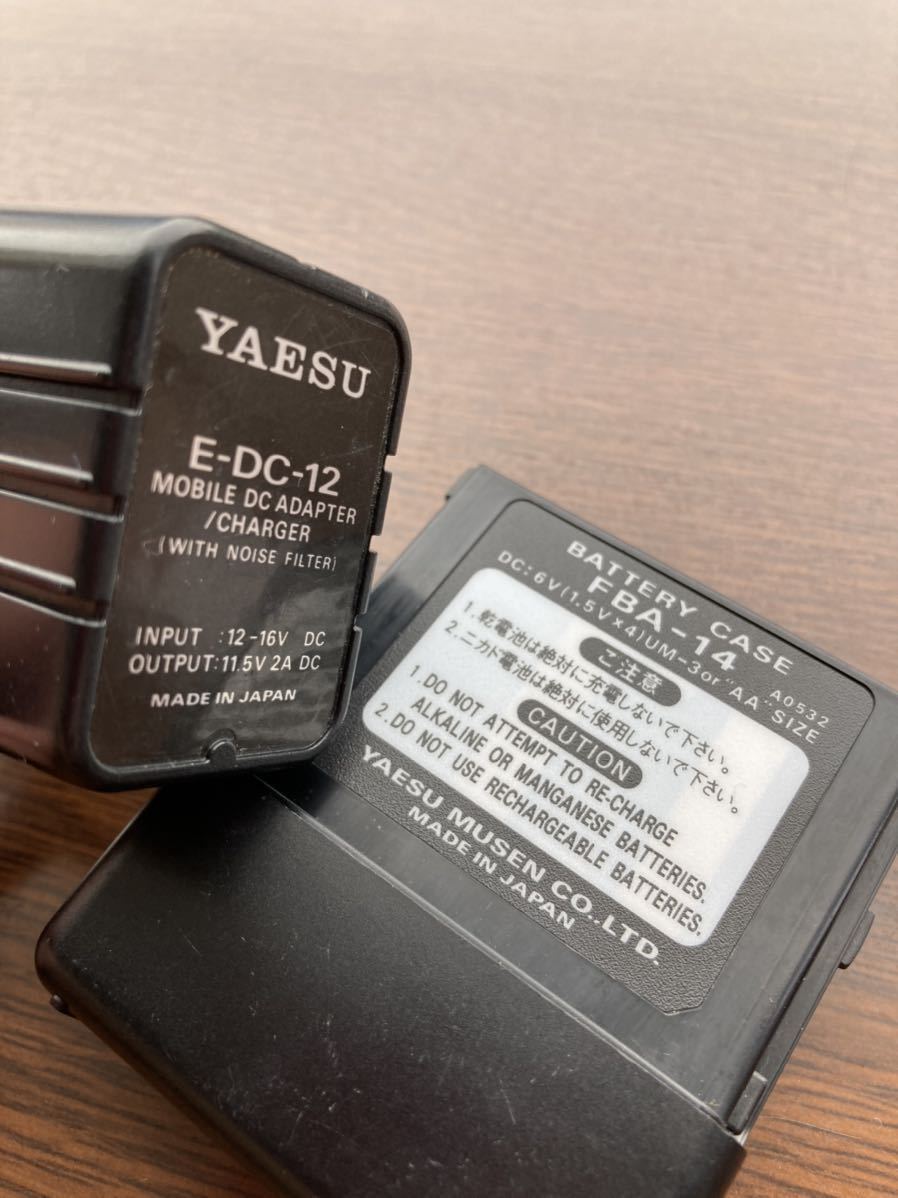 YAESU
E-DC-12
MOBILE DC ADAPTER
/CHARGER
(WITH NOISE FILTER)
INPUT :12-16V DC
OUTPUT:11.5V 2A DC
MADE IN JAPAN
BATTERY CASE
FBA-14
A0532
DC:6V(1.5V×4)UM-3or"AA"SIZE
ご注意
1.乾電池は絶対に充電しないで下さい。
2.ニカド電池は絶対に使用しないで下さい。
CAUTION
1.DO NOT ATTEMPT TO RE-CHARGE
ALKALINE OR MANGANESE BATTERIES.
2.DO NOT USE RECHARGEABLE BATTERIES.
YAESU MUSEN CO.,LTD.
MADE IN JAPAN